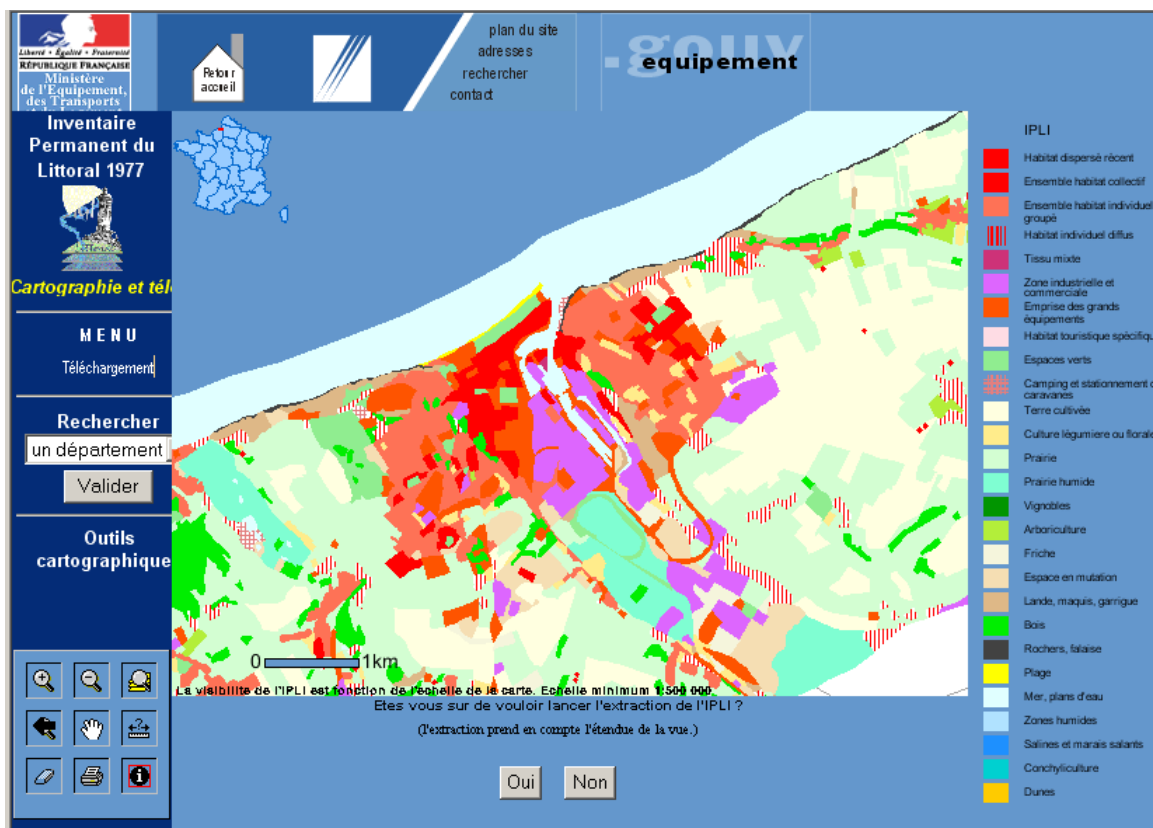 Liberté • Égalité • Fraternité
RÉPUBLIQUE FRANÇAISE
Ministère
de l'Equipement,
des Transports
Retour
accueil
plan du site
adresses
rechercher
contact
.gouv
equipement
Inventaire
Permanent du
Littoral 1977
Cartographie et tél
MENU
Téléchargement
Rechercher
un département
Valider
Outils
cartographique
0 1km
La visibilite de l'IPLI est fonction de l'echelle de la carte. Echelle minimum 1:500 000.
Etes vous sur de vouloir lancer l'extraction de l'IPLI ?
(l'extraction prend en compte l'étendue de la vue.)
Oui Non
IPLI
Habitat dispersé rècent
Ensemble habitat collectif
Ensemble habitat individuel
groupé
Habitat individuel diffus
Tissu mixte
Zone industrielle et
commerciale
Emprise des grands
équipements
Habitat touristique spécifiqu
Espaces verts
Camping et stationnement d
caravanes
Terre cultivée
Culture légumiere ou florale
Prairie
Prairie humide
Vignobles
Arboriculture
Friche
Espace en mutation
Lande, maquis, garrigue
Bois
Rochers, falaise
Plage
Mer, plans d'eau
Zones humides
Salines et marais salants
Conchyliculture
Dunes